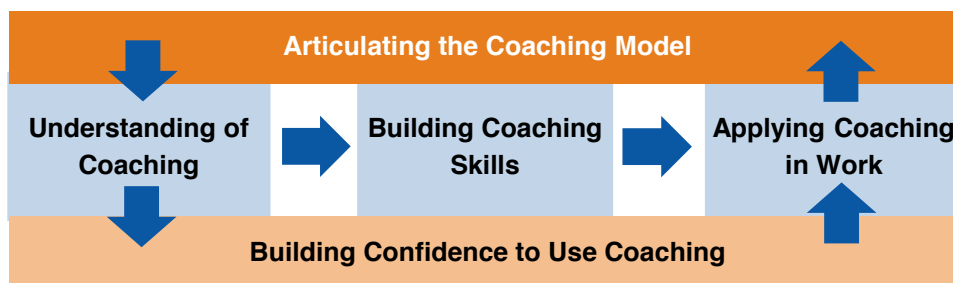 Articulating the Coaching Model
Understanding of
Coaching
Building Coaching
Skills
Applying Coaching
in Work
Building Confidence to Use Coaching